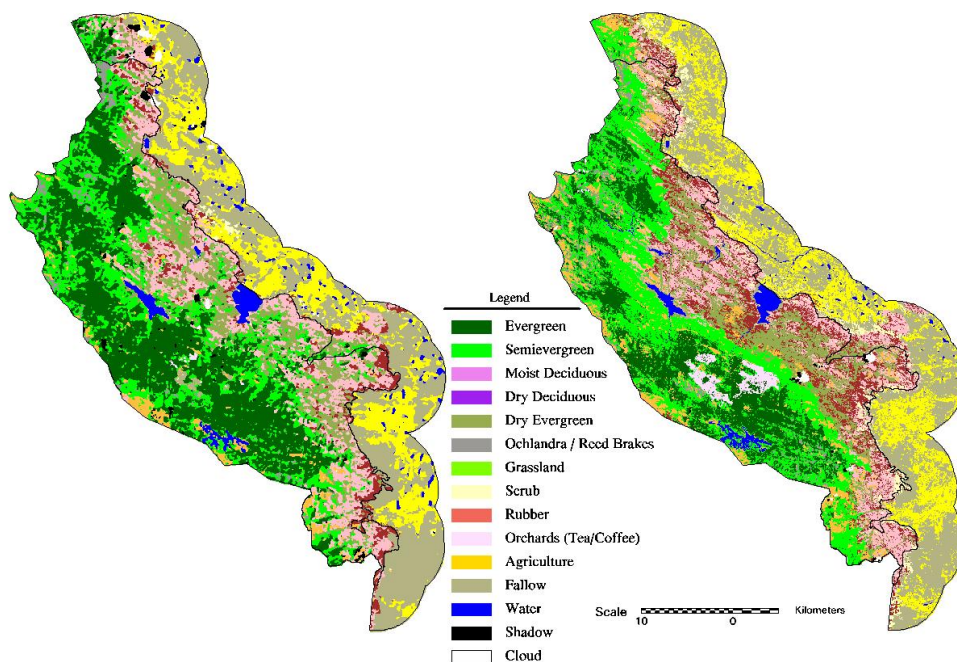 Legend
Evergreen
Semievergreen
Moist Deciduous
Dry Deciduous
Dry Evergreen
Ochlandra / Reed Brakes
Grassland
Scrub
Rubber
Orchards (Tea/Coffee)
Agriculture
Fallow
Water
Shadow
Cloud
Scale
Kilometers
10 0